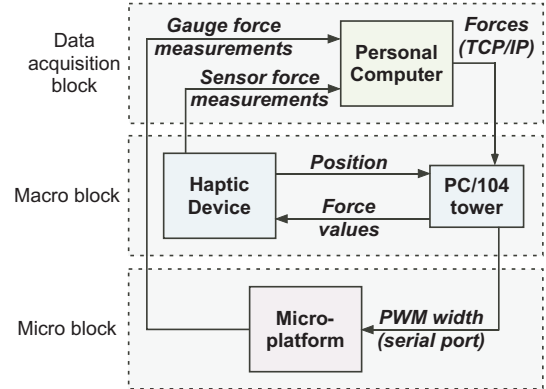 Data
acquisition
block
Gauge force
measurements
Sensor force
measurements
Personal
Computer
Forces
(TCP/IP)
Macro block
Haptic
Device
Position
Force
values
PC/104
tower
Micro block
Micro-
platform
PWM width
(serial port)